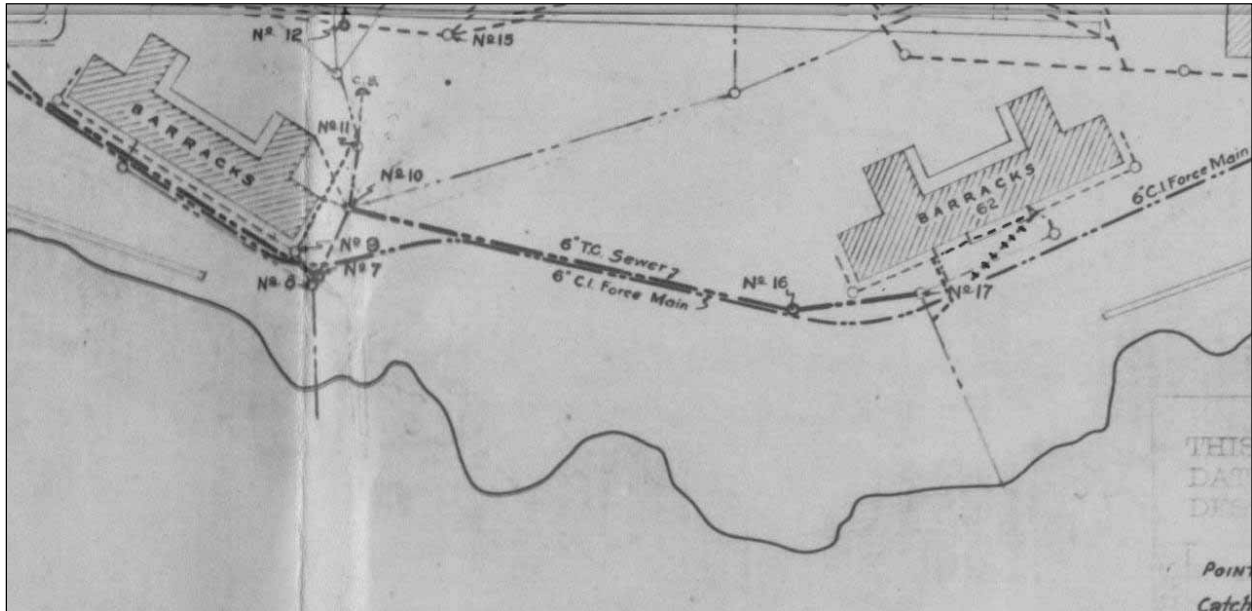 Nº 12
Nº 15
C.B.
Nº 11
BARRACKS
Nº 10
BARRACKS
62
6" C.I. Force Main
Nº 9
Nº 7
Nº 8
6" T.C. Sewer
6" C.I. Force Main
Nº 16
Nº 17
THIS
DAT
POINT
Catch